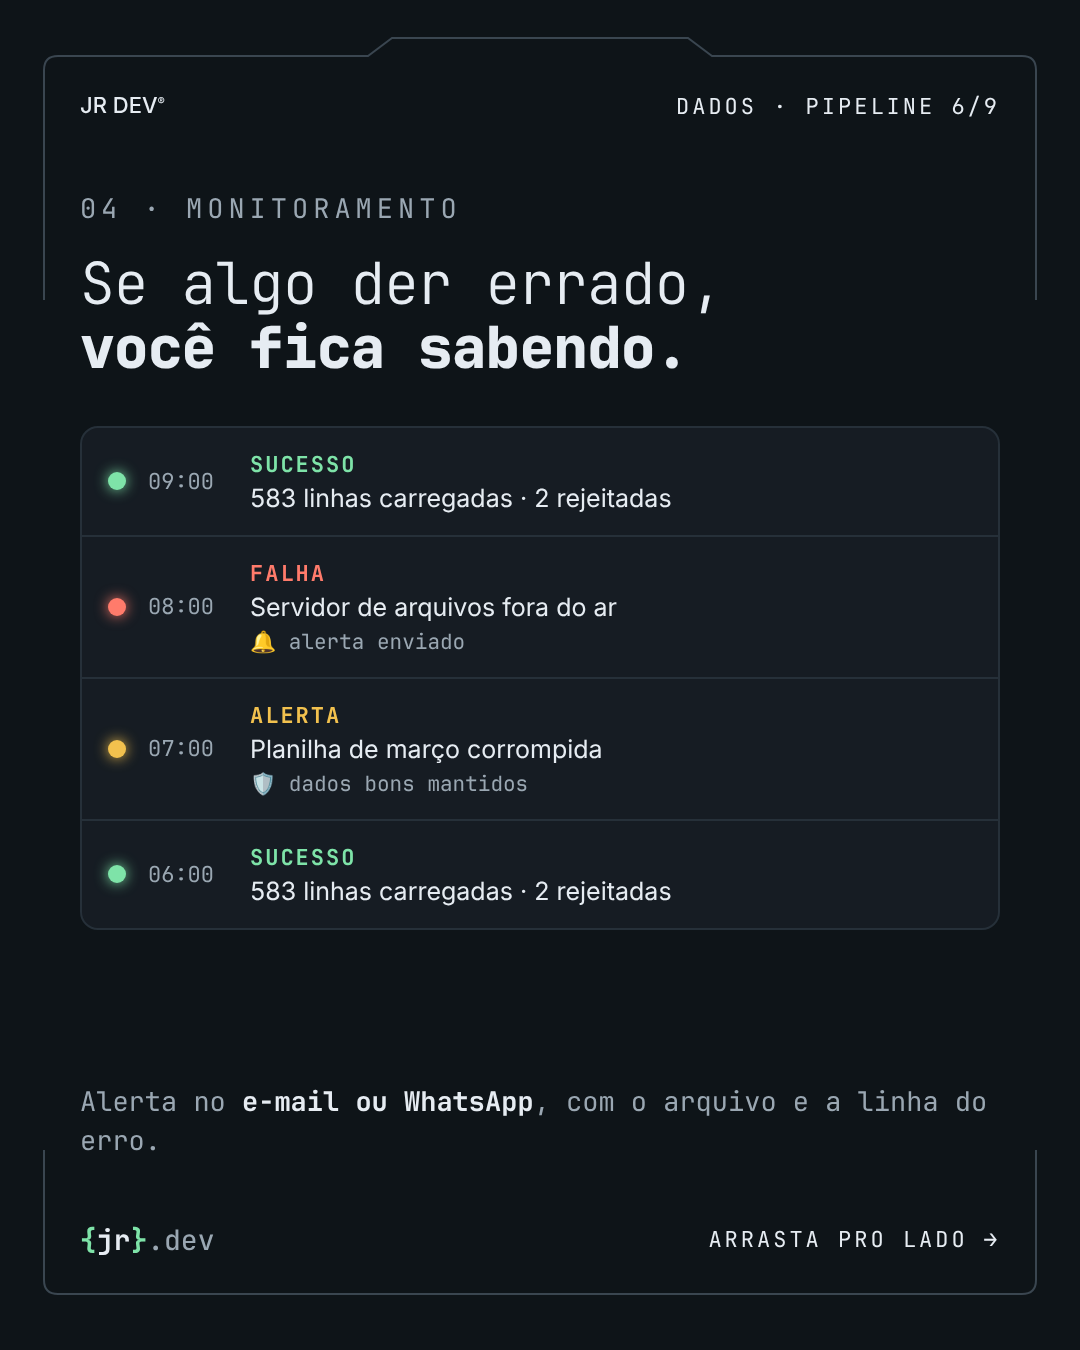 JR DEV®
DADOS · PIPELINE 6/9
04 · MONITORAMENTO
Se algo der errado,
você fica sabendo.
09:00
SUCESSO
583 linhas carregadas · 2 rejeitadas
08:00
FALHA
Servidor de arquivos fora do ar
🔔 alerta enviado
07:00
ALERTA
Planilha de março corrompida
🛡️ dados bons mantidos
06:00
SUCESSO
583 linhas carregadas · 2 rejeitadas
Alerta no e-mail ou WhatsApp, com o arquivo e a linha do
erro.
{jr}.dev
ARRASTA PRO LADO →